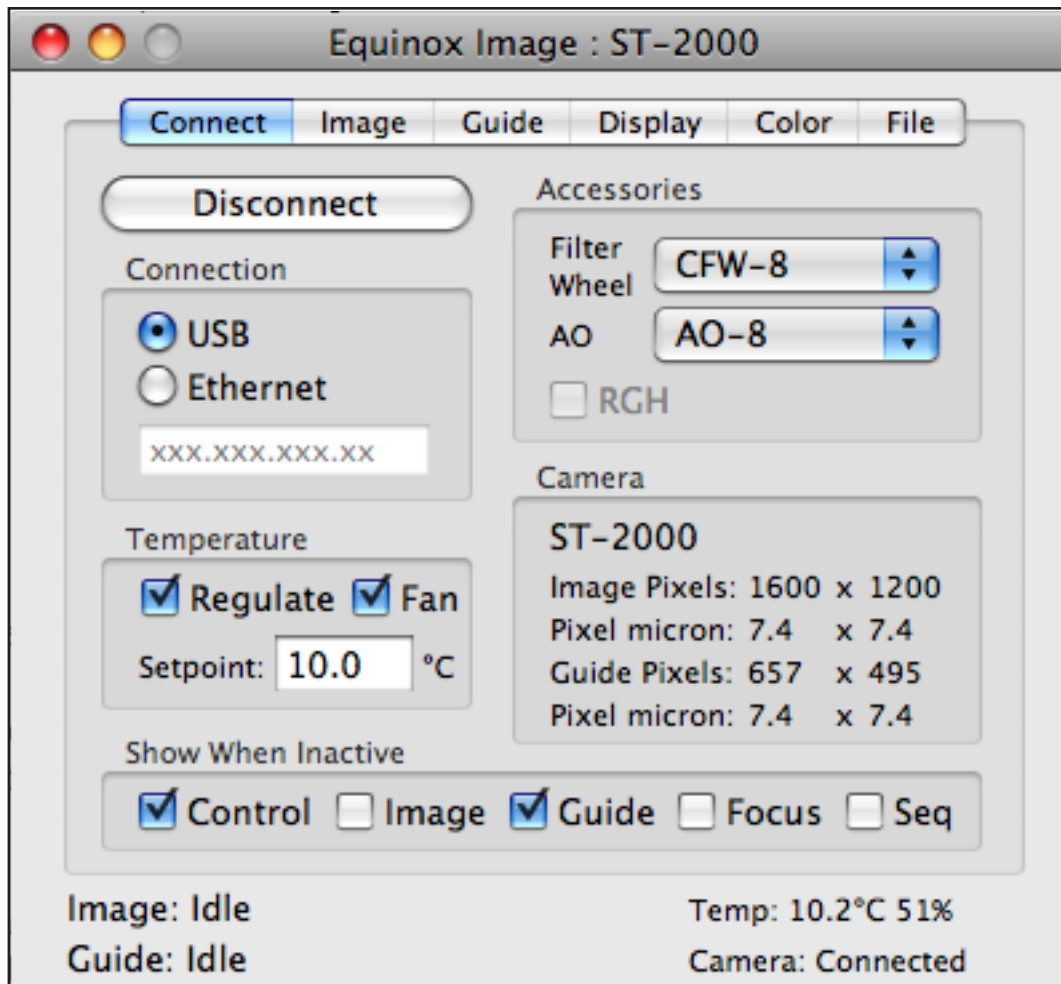 Equinox Image : ST-2000
Connect Image Guide Display Color File
Disconnect
Connection
USB
Ethernet
xxx.xxx.xxx.xx
Temperature
Regulate Fan
Setpoint: 10.0 °C
Accessories
Filter
Wheel
CFW-8
AO AO-8
RGH
Camera
ST-2000
Image Pixels: 1600 x 1200
Pixel micron: 7.4 x 7.4
Guide Pixels: 657 x 495
Pixel micron: 7.4 x 7.4
Show When Inactive
Control Image Guide Focus Seq
Image: Idle
Guide: Idle
Temp: 10.2°C 51%
Camera: Connected